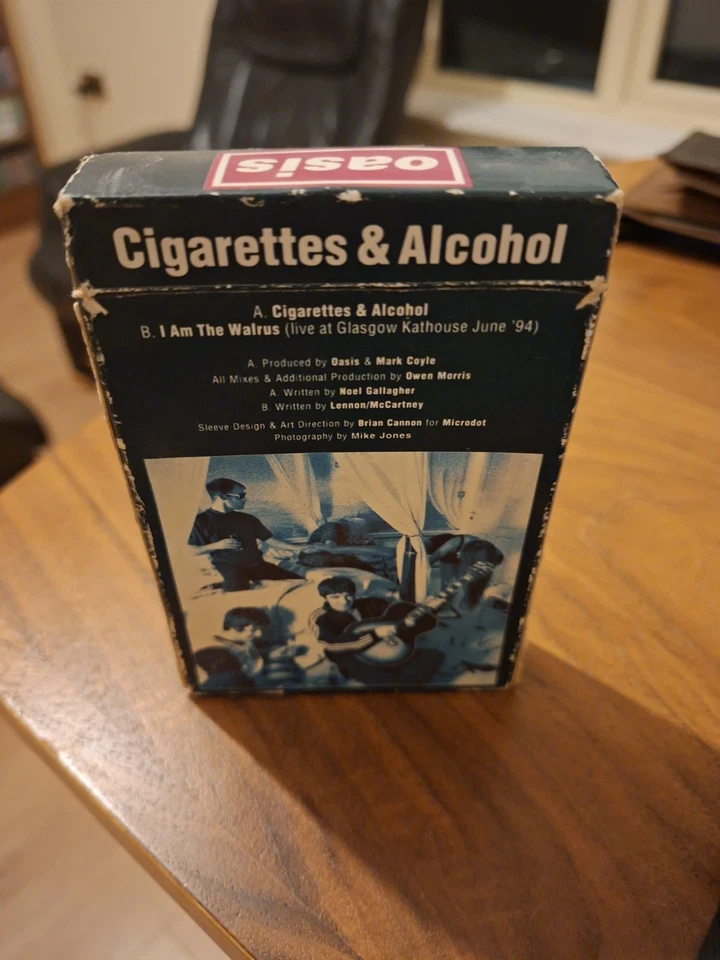 oasis
Cigarettes & Alcohol
A. Cigarettes & Alcohol
B. I Am The Walrus (live at Glasgow Kathouse June '94)
A. Produced by Oasis & Mark Coyle
All Mixes & Additional Production by Owen Morris
A. Written by Noel Gallagher
B. Written by Lennon/McCartney
Sleeve Design & Art Direction by Brian Cannon for Microdot
Photography by Mike Jones